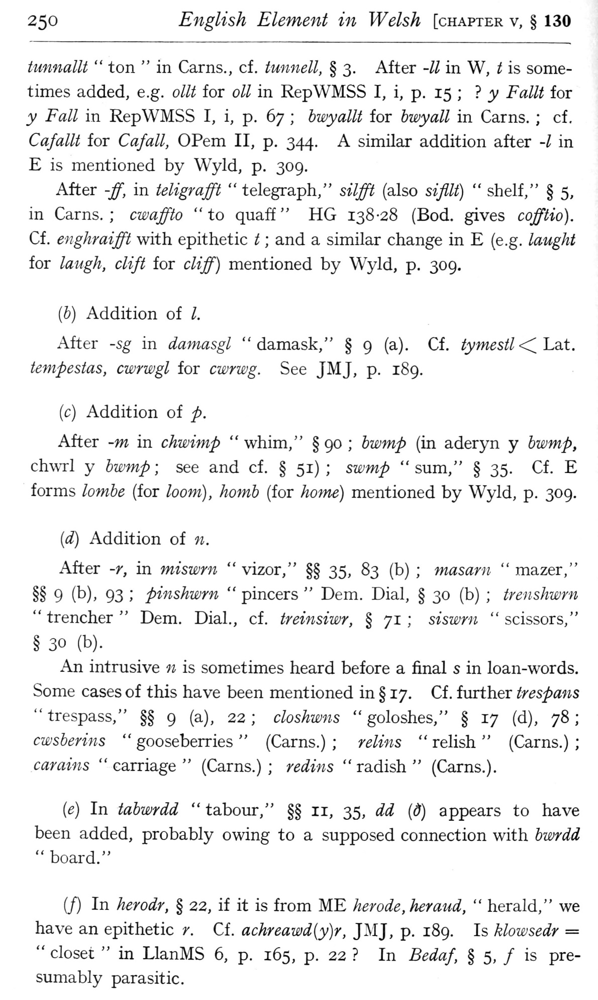 250 English Element in Welsh [CHAPTER V, § 130
tunnallt “ ton ” in Carns., cf. tunnell, § 3. After -ll in W, t is some-
times added, e.g. ollt for oll in RepWMSS I, i, p. 15 ; ? y Fallt for
y Fall in RepWMSS I, i, p. 67 ; bwyallt for bwyall in Carns. ; cf.
Cafallt for Cafall, OPem II, p. 344. A similar addition after -l in
E is mentioned by Wyld, p. 309.
After -ff, in teligrafft “ telegraph,” silfft (also sifllt) “ shelf,” § 5,
in Carns. ; cwaffto “ to quaff ” HG 138·28 (Bod. gives cofftio).
Cf. enghraifft with epithetic t ; and a similar change in E (e.g. laught
for laugh, clift for cliff) mentioned by Wyld, p. 309.
(b) Addition of l.
After -sg in damasgl “ damask,” § 9 (a). Cf. tymestl < Lat.
tempestas, cwrwgl for cwrwg. See JMJ, p. 189.
(c) Addition of p.
After -m in chwimp “ whim,” § 90 ; bwmp (in aderyn y bwmp,
chwrl y bwmp ; see and cf. § 51) ; swmp “ sum,” § 35. Cf. E
forms lombe (for loom), homb (for home) mentioned by Wyld, p. 309.
(d) Addition of n.
After -r, in miswrn “ vizor,” §§ 35, 83 (b) ; masarn “ mazer,”
§§ 9 (b), 93 ; pinshwrn “ pincers ” Dem. Dial, § 30 (b) ; trenshwrn
“ trencher ” Dem. Dial., cf. treinsiwr, § 71 ; siswrn “ scissors,”
§ 30 (b).
An intrusive n is sometimes heard before a final s in loan-words.
Some cases of this have been mentioned in § 17. Cf. further trespans
“ trespass,” §§ 9 (a), 22 ; closhwns “ goloshes,” § 17 (d), 78 ;
cwsberins “ gooseberries ” (Carns.) ; relins “ relish ” (Carns.) ;
carains “ carriage ” (Carns.) ; redins “ radish ” (Carns.).
(e) In tabwrdd “ tabour,” §§ 11, 35, dd (ð) appears to have
been added, probably owing to a supposed connection with bwrdd
“ board.”
(f) In herodr, § 22, if it is from ME herode, heraud, “ herald,” we
have an epithetic r. Cf. achreawd(y)r, JMJ, p. 189. Is klowsedr =
“ closet ” in LlanMS 6, p. 165, p. 22 ? In Bedaf, § 5, f is pre-
sumably parasitic.